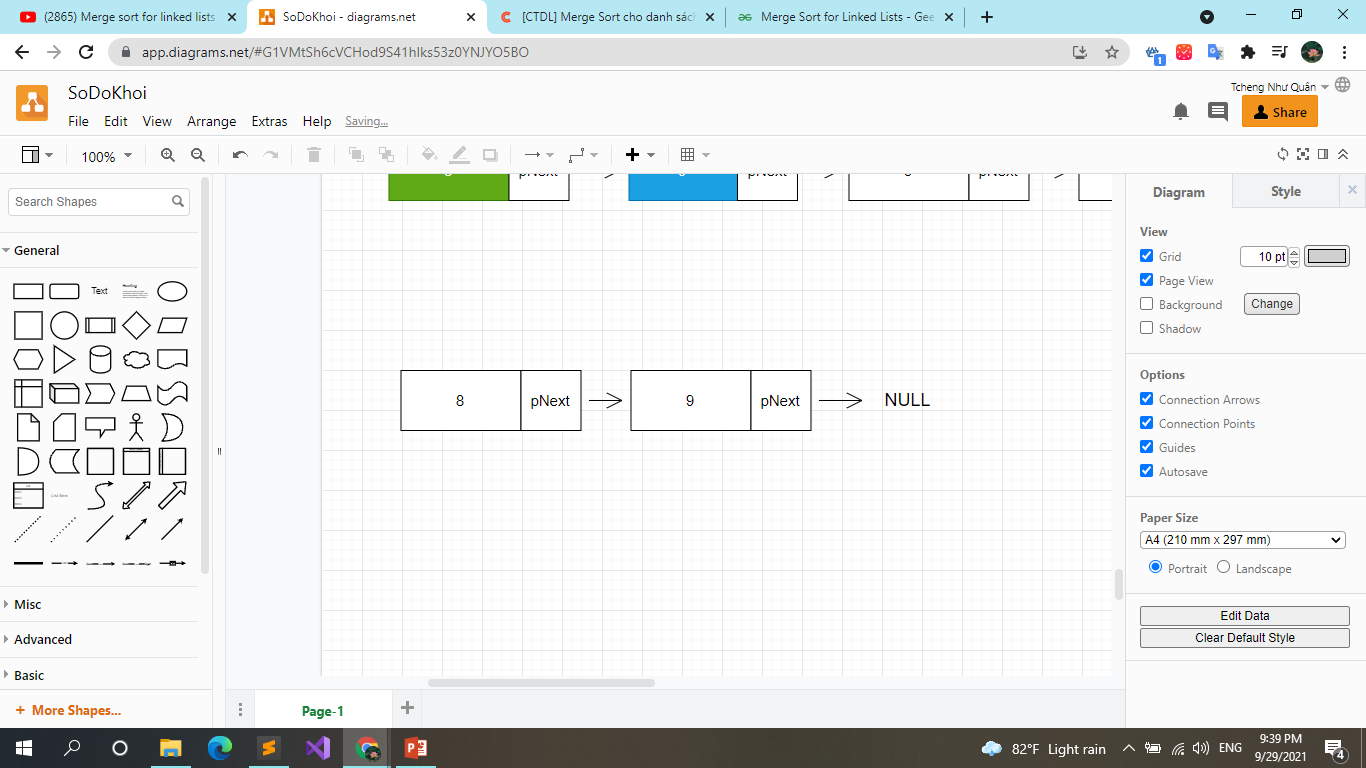 (2865) Merge sort for linked lists
SoDoKhoi - diagrams.net
[CTDL] Merge Sort cho danh sácl
Merge Sort for Linked Lists - Gee
app.diagrams.net/#G1VMtSh6cVCHod9S41hIks53z0YNJYO5BO
1
SoDoKhoi
Tcheng Như Quân
File Edit View Arrange Extras Help Saving...
Share
100%
Search Shapes
General
Text
Heading
Misc
Advanced
Basic
+ More Shapes...
pNext
pNext
pNext
8
pNext
9
pNext
NULL
Page-1
Diagram
Style
View
Grid
10 pt
Page View
Background
Change
Shadow
Options
Connection Arrows
Connection Points
Guides
Autosave
Paper Size
A4 (210 mm x 297 mm)
Portrait
Landscape
Edit Data
Clear Default Style
82°F Light rain
ENG
9:39 PM
9/29/2021
4